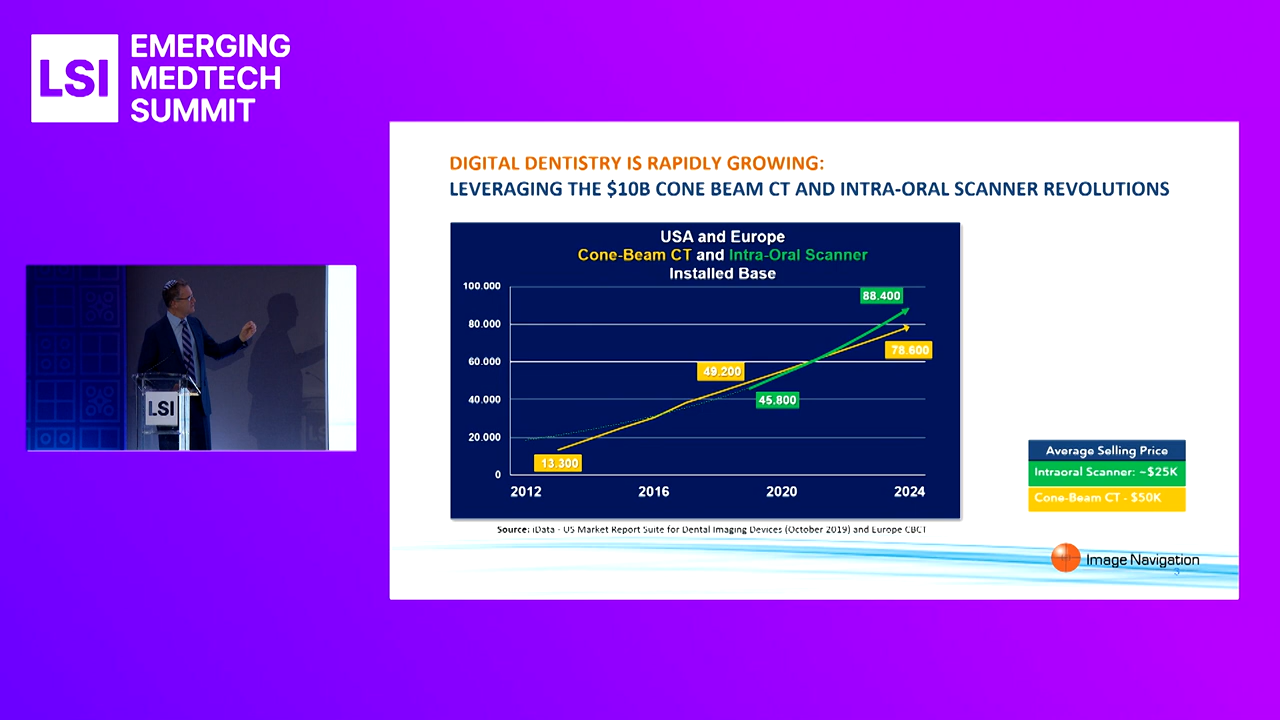 LSI
EMERGING
MEDTECH
SUMMIT
DIGITAL DENTISTRY IS RAPIDLY GROWING:
LEVERAGING THE $10B CONE BEAM CT AND INTRA-ORAL SCANNER REVOLUTIONS
USA and Europe
Cone-Beam CT and Intra-Oral Scanner
Installed Base
100.000
80.000
60.000
40.000
20.000
0
88.400
78.600
49.200
45.800
13.300
2012
2016
2020
2024
Source: iData - US Market Report Suite for Dental Imaging Devices (October 2019) and Europe CBCT
Average Selling Price
Intraoral Scanner: ~$25K
Cone-Beam CT - $50K
Image Navigation
LSI